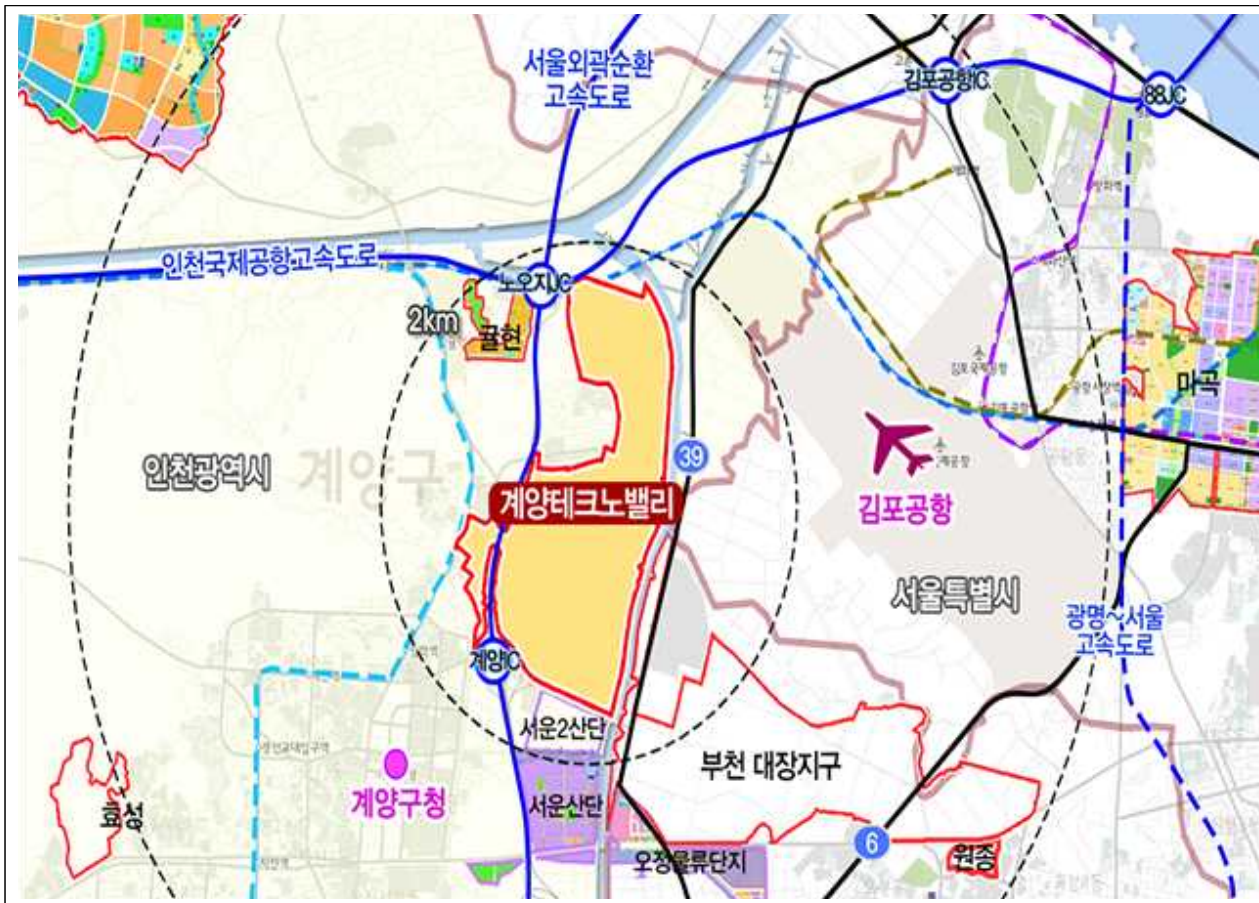 서울외곽순환
고속도로
김포공항IC
88JC
인천국제공항고속도로
노오지JC
2km
귤현
마곡
인천광역시
계양구
39
계양테크노밸리
김포공항
서울특별시
광명~서울
고속도로
계양IC
서운2산단
부천 대장지구
계양구청
서운산단
효성
오정물류단지
6
원종